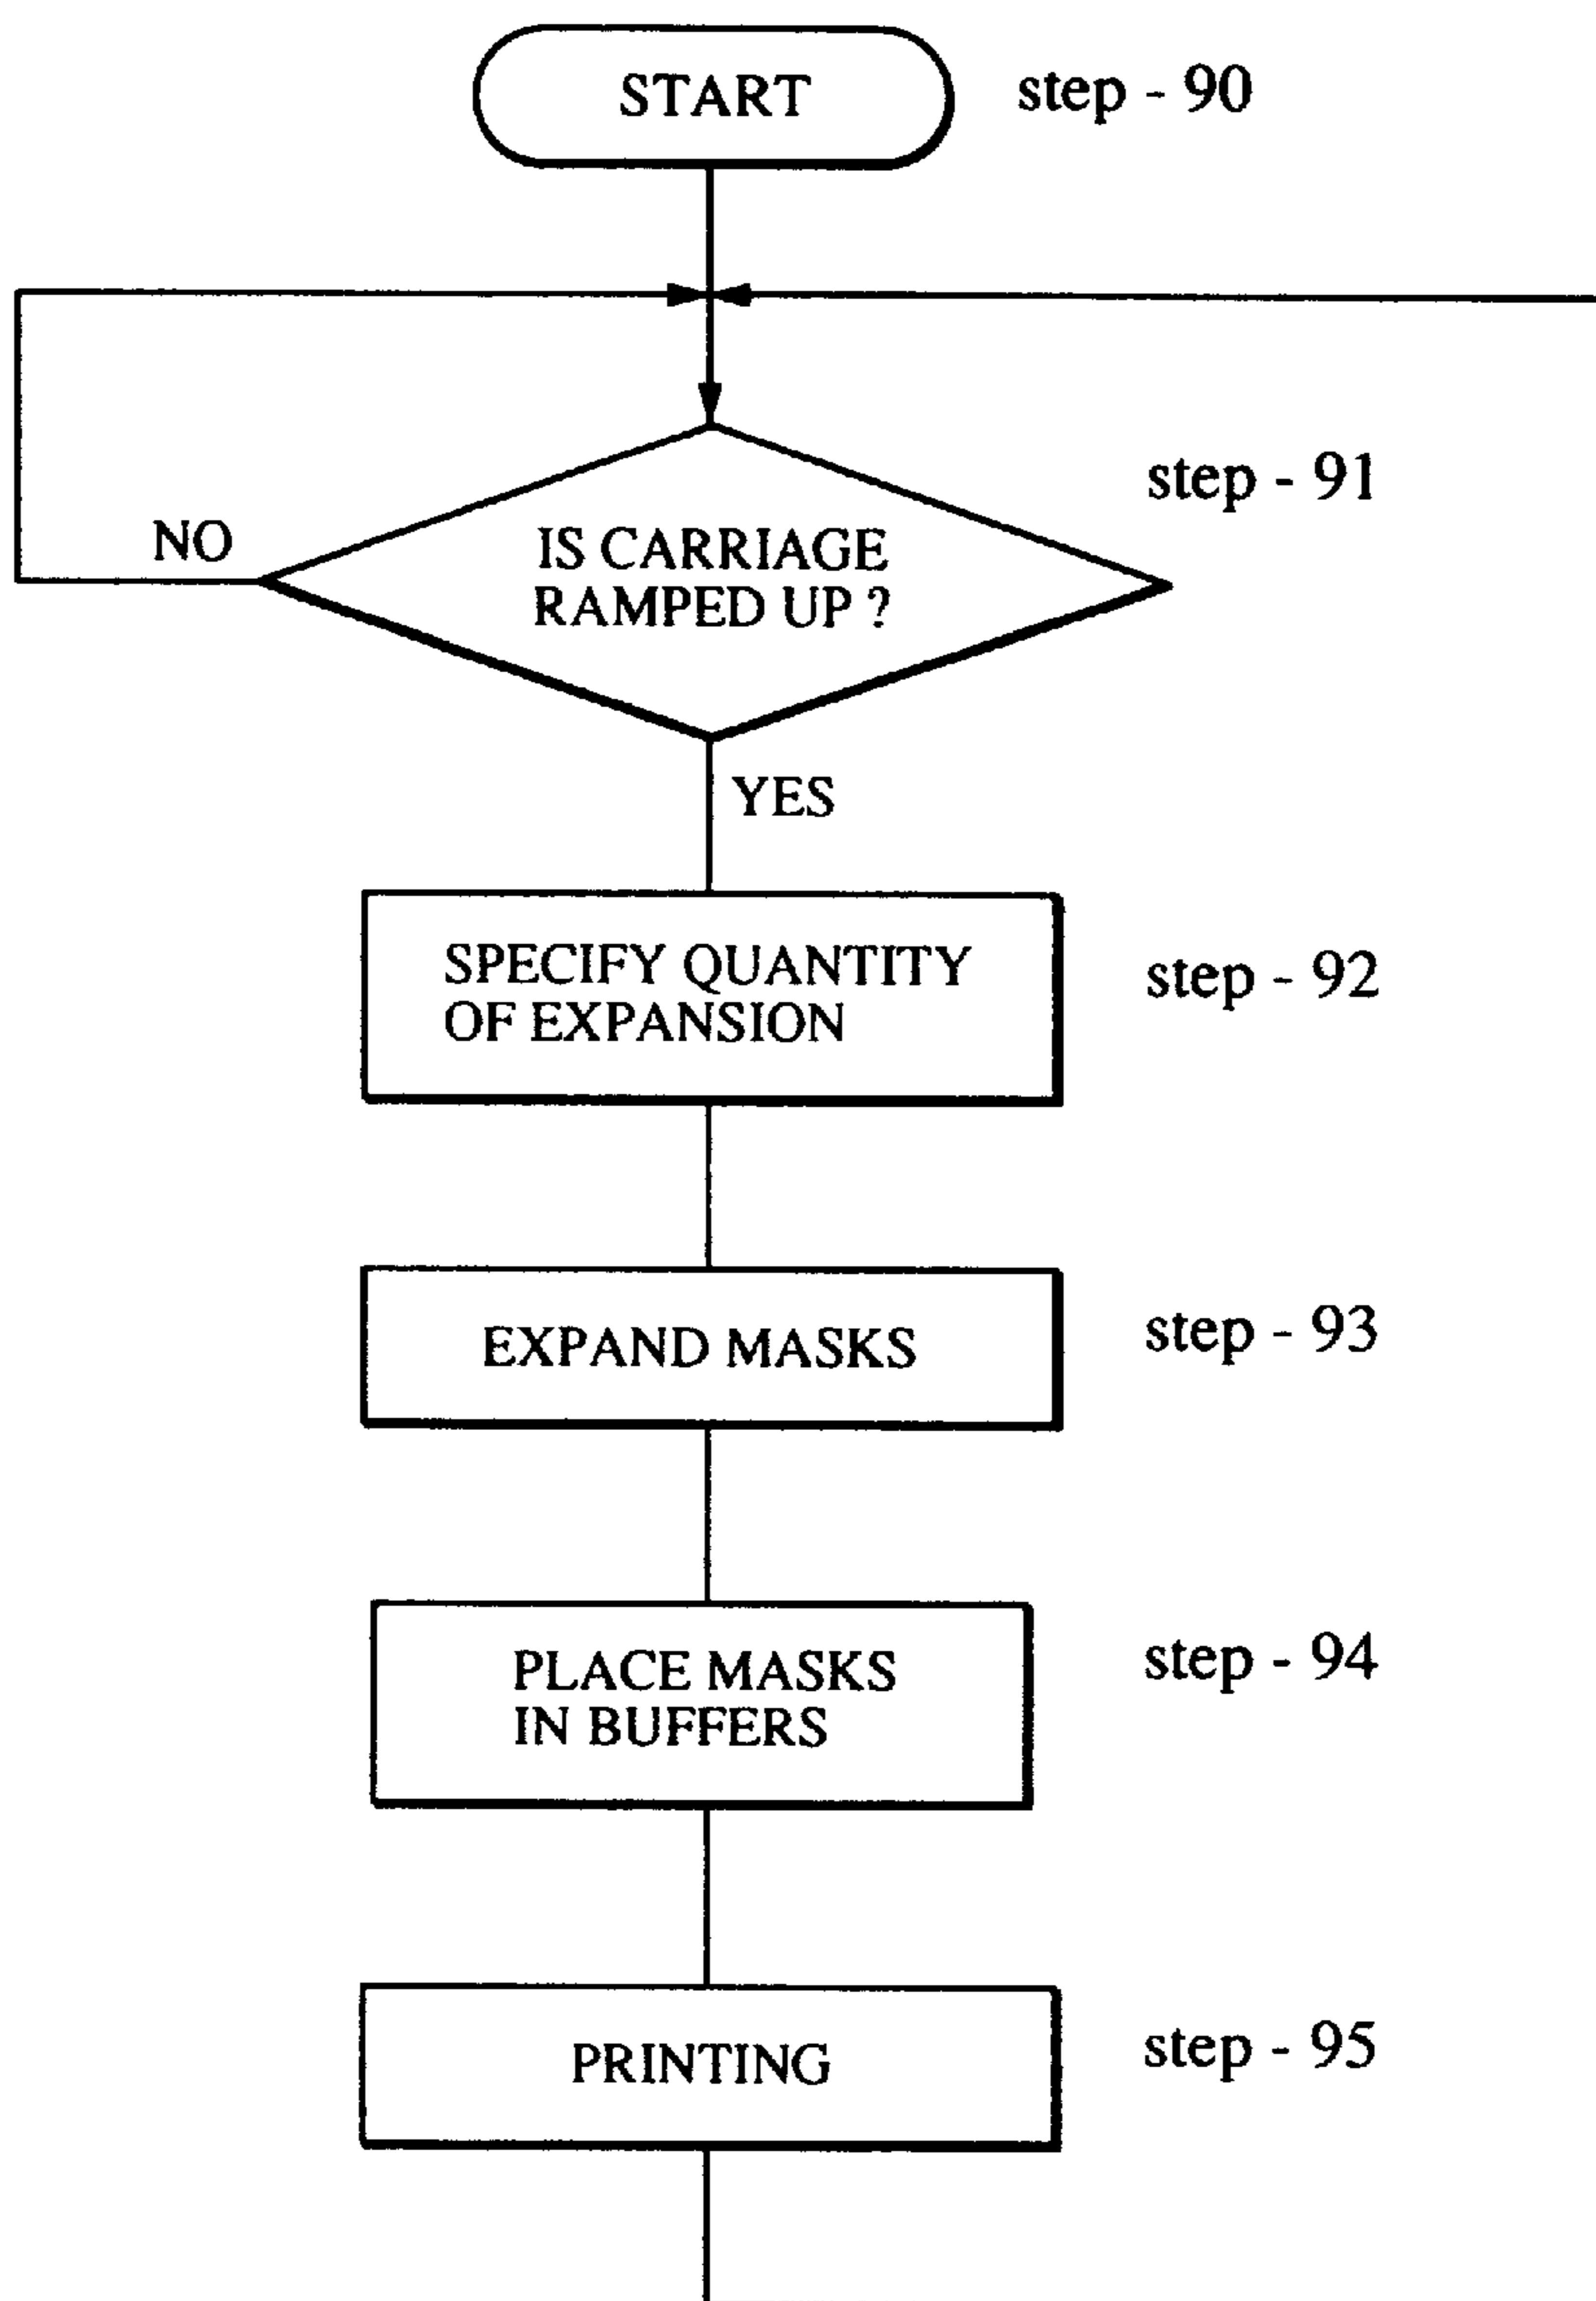 START
step - 90
step - 91
NO
IS CARRIAGE
RAMPED UP ?
YES
SPECIFY QUANTITY
OF EXPANSION
step - 92
EXPAND MASKS
step - 93
PLACE MASKS
IN BUFFERS
step - 94
PRINTING
step - 95